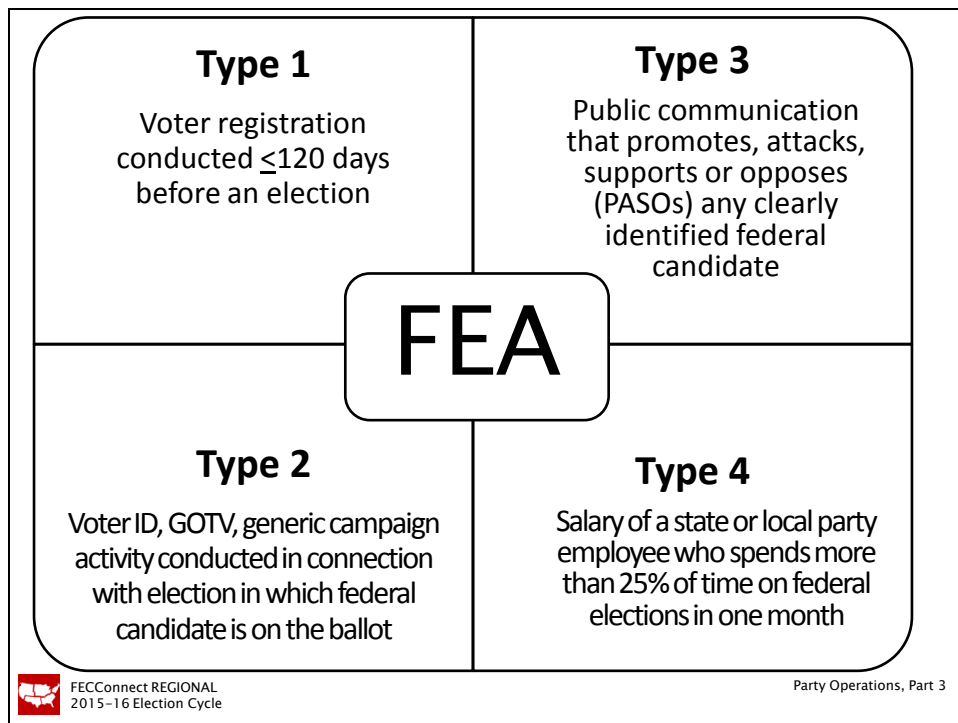 Type 1
Voter registration
conducted <120 days
before an election
Type 3
Public communication
that promotes, attacks,
supports or opposes
(PASOs) any clearly
identified federal
candidate
FEA
Type 2
Voter ID, GOTV, generic campaign
activity conducted in connection
with election in which federal
candidate is on the ballot
Type 4
Salary of a state or local party
employee who spends more
than 25% of time on federal
elections in one month
FECConnect REGIONAL
2015-16 Election Cycle
Party Operations, Part 3